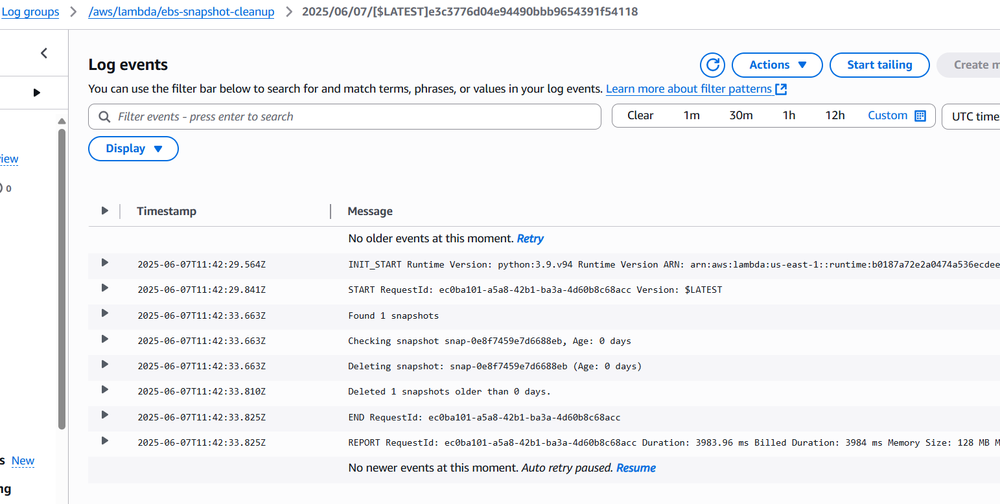 Log groups > /aws/lambda/ebs-snapshot-cleanup > 2025/06/07/[$LATEST]e3c3776d04e94490bbb9654391f54118
Log events
Actions
Start tailing
Create
You can use the filter bar below to search for and match terms, phrases, or values in your log events. Learn more about filter patterns
Filter events - press enter to search
Clear 1m 30m 1h 12h Custom
UTC
Display
0
Timestamp Message
No older events at this moment. Retry
2025-06-07T11:42:29.564Z INIT_START Runtime Version: python:3.9.v94 Runtime Version ARN: arn:aws:lambda:us-east-1::runtime:b0187a72e2a0474a536ecdee
2025-06-07T11:42:29.841Z START RequestId: ec0ba101-a5a8-42b1-ba3a-4d60b8c68acc Version: $LATEST
2025-06-07T11:42:33.663Z Found 1 snapshots
2025-06-07T11:42:33.663Z Checking snapshot snap-0e8f7459e7d6688eb, Age: 0 days
2025-06-07T11:42:33.663Z Deleting snapshot: snap-0e8f7459e7d6688eb (Age: 0 days)
2025-06-07T11:42:33.810Z Deleted 1 snapshots older than 0 days.
2025-06-07T11:42:33.825Z END RequestId: ec0ba101-a5a8-42b1-ba3a-4d60b8c68acc
2025-06-07T11:42:33.825Z REPORT RequestId: ec0ba101-a5a8-42b1-ba3a-4d60b8c68acc Duration: 3983.96 ms Billed Duration: 3984 ms Memory Size: 128 MB
New
No newer events at this moment. Auto retry paused. Resume